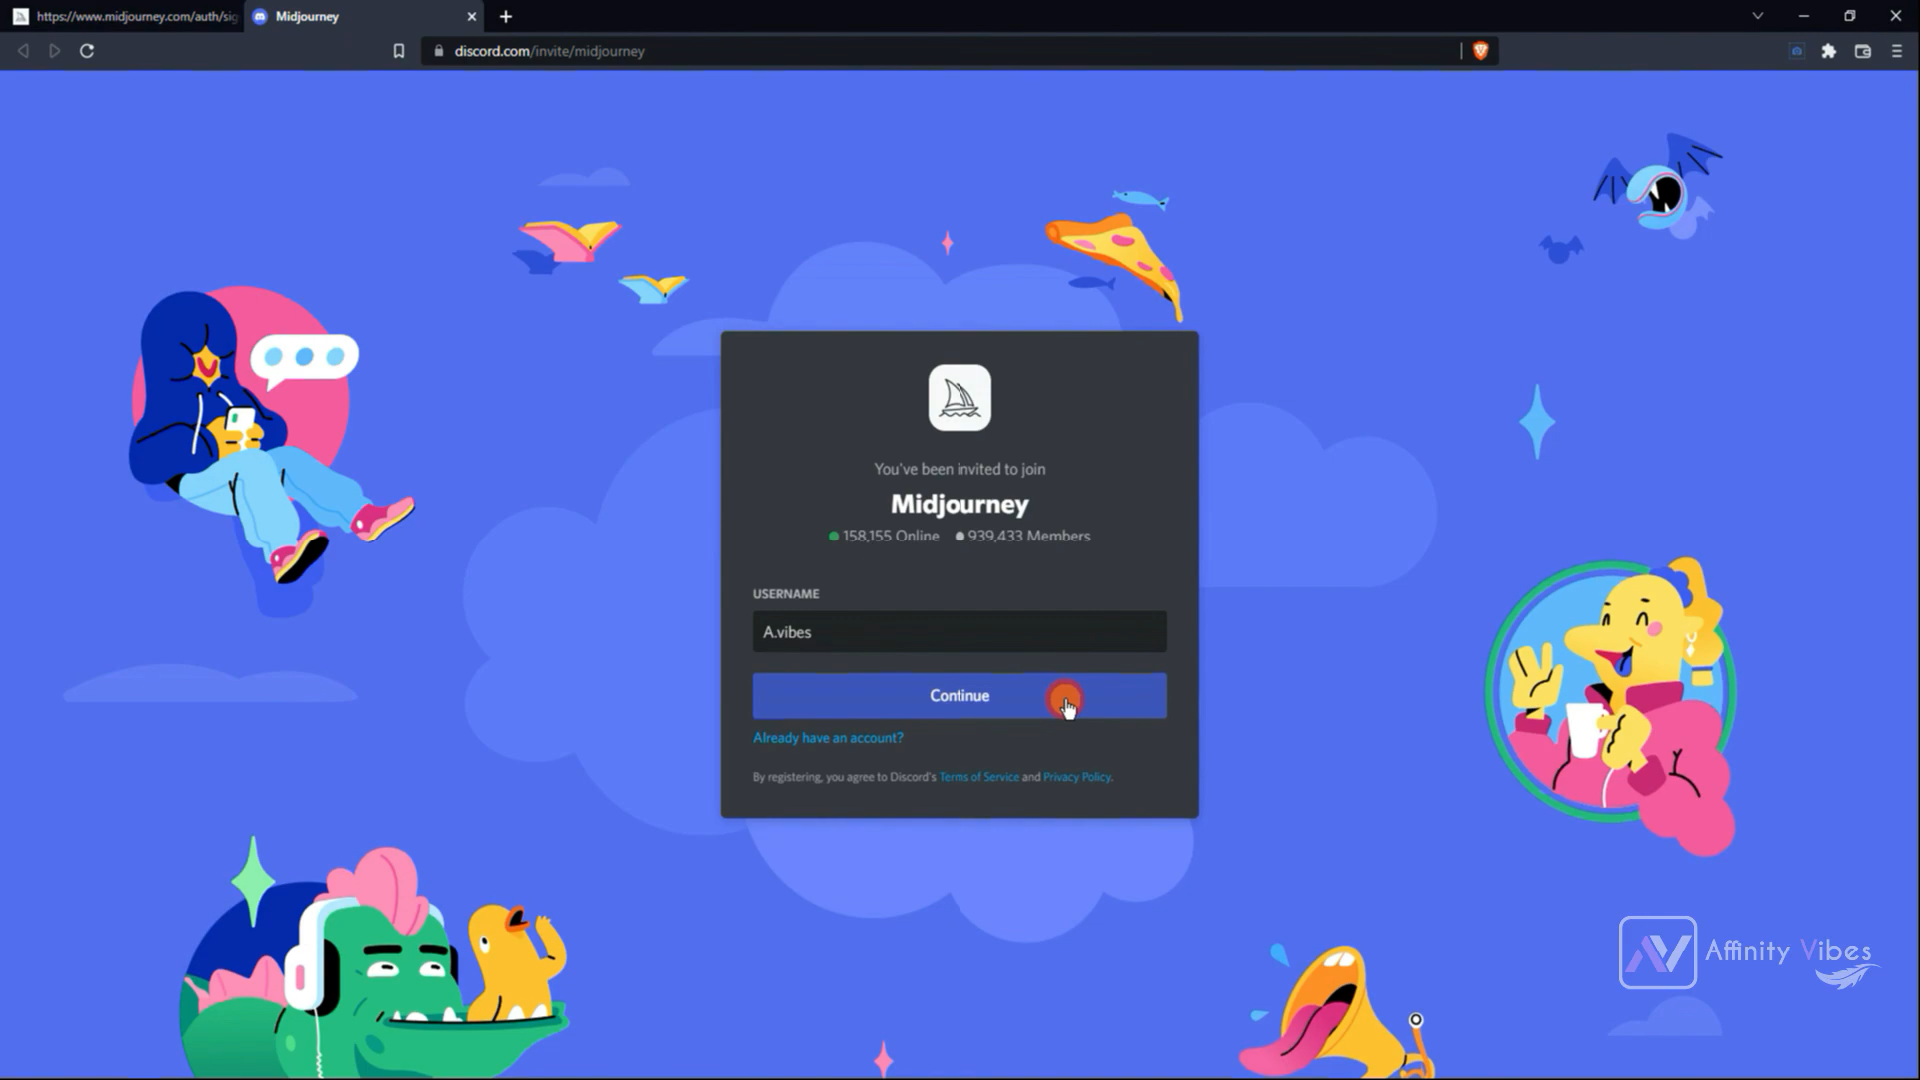 https://www.midjourney.com/auth/sig
Midjourney
discord.com/invite/midjourney
You've been invited to join
Midjourney
158,155 Online 939,433 Members
USERNAME
A.vibes
Continue
Already have an account?
By registering, you agree to Discord's Terms of Service and Privacy Policy.
AV Affinity Vibes